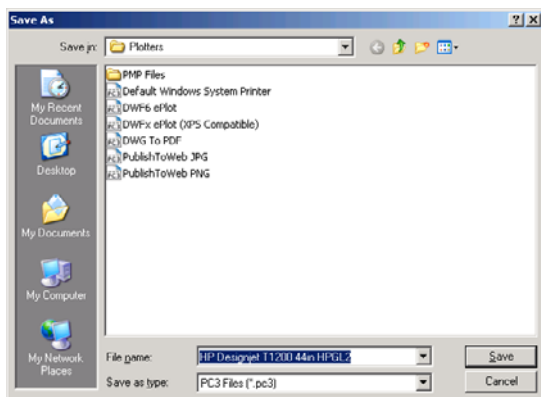 Save As
Save in: Plotters
PMP Files
Default Windows System Printer
DWF6 ePlot
DWFx ePlot (XPS Compatible)
DWG To PDF
PublishToWeb JPG
PublishToWeb PNG
My Recent
Documents
Desktop
My Documents
My Computer
My Network
Places
File name: HP Designjet T1200 44in HPGL2
Save
Save as type: PC3 Files (*.pc3)
Cancel